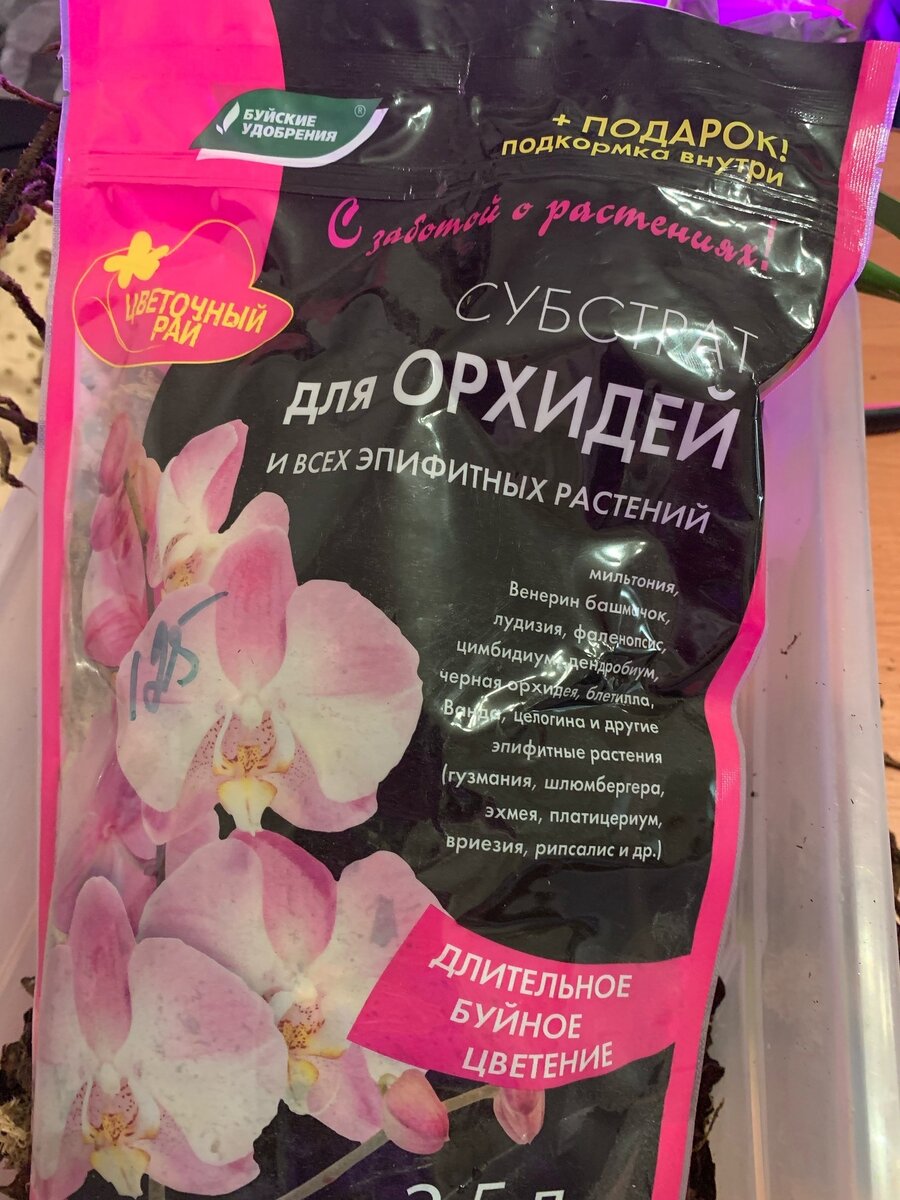 БУЙСКИЕ
УДОБРЕНИЯ
®
+ ПОДАРОК!
подкормка внутри
С заботой о растениях!
ЦВЕТОЧНЫЙ
РАЙ
СУБСТРАТ
для ОРХИДЕЙ
И ВСЕХ ЭПИФИТНЫХ РАСТЕНИЙ
мильтония,
Венерин башмачок,
лудизия, фаленопсис,
цимбидиум, дендробиум,
черная орхидея, блетилла,
Ванда, целогина и другие
эпифитные растения
(гузмания, шлюмбергера,
эхмея, платицериум,
вриезия, рипсалис и др.)
125
ДЛИТЕЛЬНОЕ
БУЙНОЕ
ЦВЕТЕНИЕ